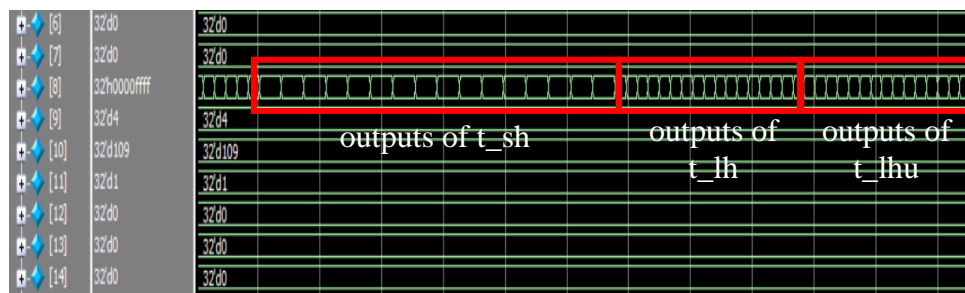 [6] 32'd0 32'd0
[7] 32'd0 32'd0
[8] 32'h0000ffff
[9] 32'd4 32'd4
outputs of t_sh outputs of outputs of
[10] 32'd109 32'd109
t_lh t_lhu
[11] 32'd1 32'd1
[12] 32'd0 32'd0
[13] 32'd0 32'd0
[14] 32'd0 32'd0